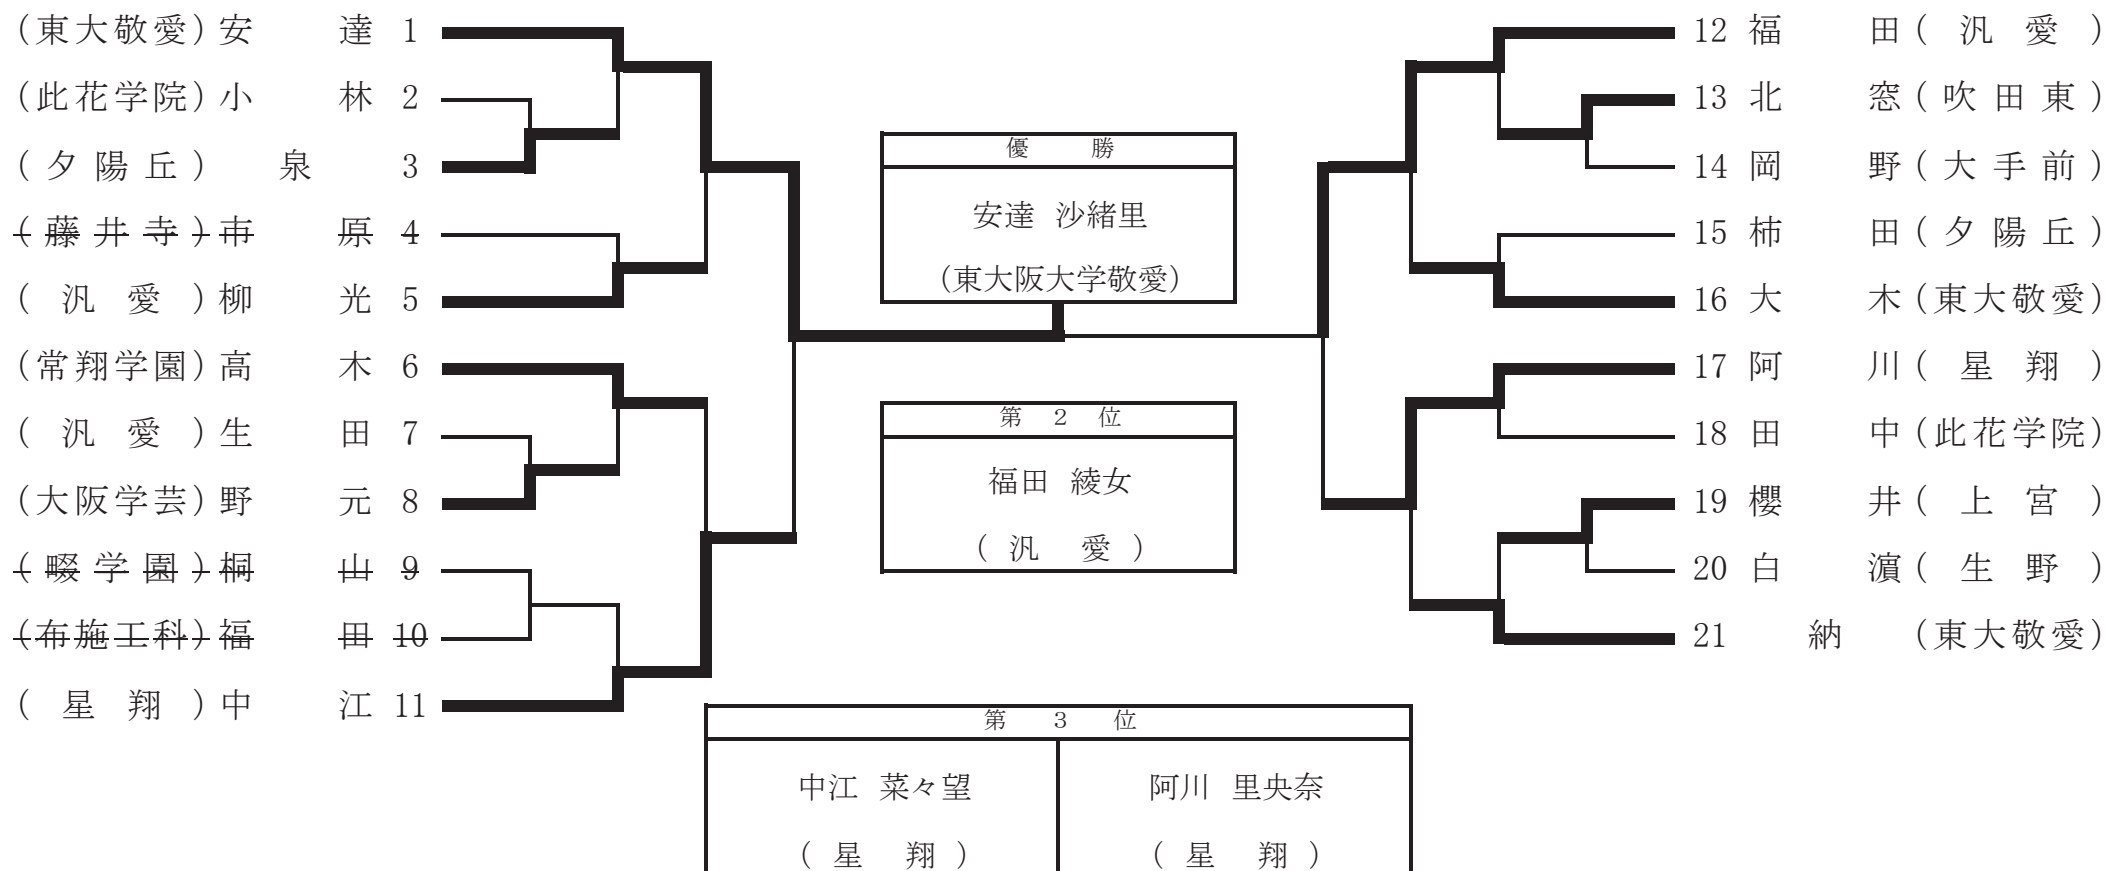 (東大敬愛) 安 達 1
(此花学院) 小 林 2
(夕陽丘) 泉 3
(藤井寺) 市 原 4
(汎愛) 柳 光 5
(常翔学園) 高 木 6
(汎愛) 生 田 7
(大阪学芸) 野 元 8
(畷学園) 桐 山 9
(布施工科) 福 田 10
(星翔) 中 江 11
優 勝
安達 沙緒里
(東大阪大学敬愛)
第 2 位
福田 綾女
(汎 愛)
第 3 位
中江 菜々望
(星 翔)
阿川 里央奈
(星 翔)
12 福 田 (汎愛)
13 北 窓 (吹田東)
14 岡 野 (大手前)
15 柿 田 (夕陽丘)
16 大 木 (東大敬愛)
17 阿 川 (星翔)
18 田 中 (此花学院)
19 櫻 井 (上宮)
20 白 濵 (生野)
21 納 (東大敬愛)